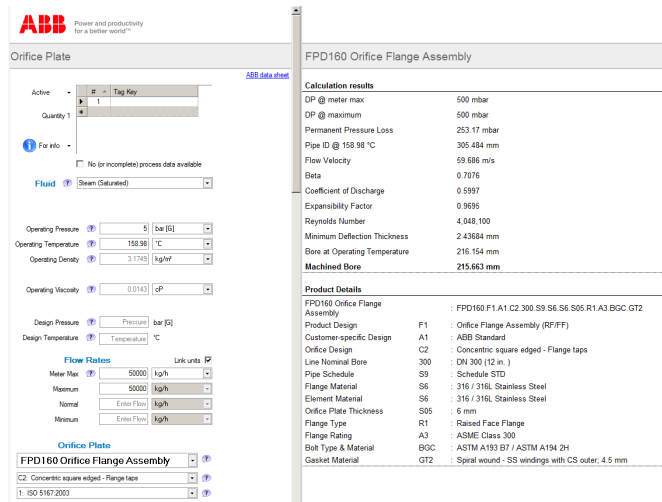 ABB
Power and productivity
for a better world™
Orifice Plate
ABB data sheet
Active
# Tag Key
1
*
Quantity 1
For info
No (or incomplete) process data available
Fluid ? Steam (Saturated)
Operating Pressure ? 5 bar [G]
Operating Temperature ? 158.98 °C
Operating Density ? 3.1749 kg/m³
Operating Viscosity ? 0.0143 cP
Design Pressure ? Pressure bar [G]
Design Temperature ? Temperature °C
Flow Rates Link units
Meter Max ? 50000 kg/h
Maximum 50000 kg/h
Normal Enter Flow kg/h
Minimum Enter Flow kg/h
Orifice Plate
FPD160 Orifice Flange Assembly ?
C2: Concentric square edged - Flange taps ?
1: ISO 5167:2003 ?
FPD160 Orifice Flange Assembly
Calculation results
DP @ meter max 500 mbar
DP @ maximum 500 mbar
Permanent Pressure Loss 253.17 mbar
Pipe ID @ 158.98 °C 305.484 mm
Flow Velocity 59.686 m/s
Beta 0.7076
Coefficient of Discharge 0.5997
Expansibility Factor 0.9695
Reynolds Number 4,048,100
Minimum Deflection Thickness 2.43684 mm
Bore at Operating Temperature 216.154 mm
Machined Bore 215.663 mm
Product Details
FPD160 Orifice Flange
Assembly : FPD160.F1.A1.C2.300.S9.S6.S6.S05.R1.A3.BGC.GT2
Product Design F1 : Orifice Flange Assembly (RF/FF)
Customer-specific Design A1 : ABB Standard
Orifice Design C2 : Concentric square edged - Flange taps
Line Nominal Bore 300 : DN 300 (12 in. )
Pipe Schedule S9 : Schedule STD
Flange Material S6 : 316 / 316L Stainless Steel
Element Material S6 : 316 / 316L Stainless Steel
Orifice Plate Thickness S05 : 6 mm
Flange Type R1 : Raised Face Flange
Flange Rating A3 : ASME Class 300
Bolt Type & Material BGC : ASTM A193 B7 / ASTM A194 2H
Gasket Material GT2 : Spiral wound - SS windings with CS outer, 4.5 mm